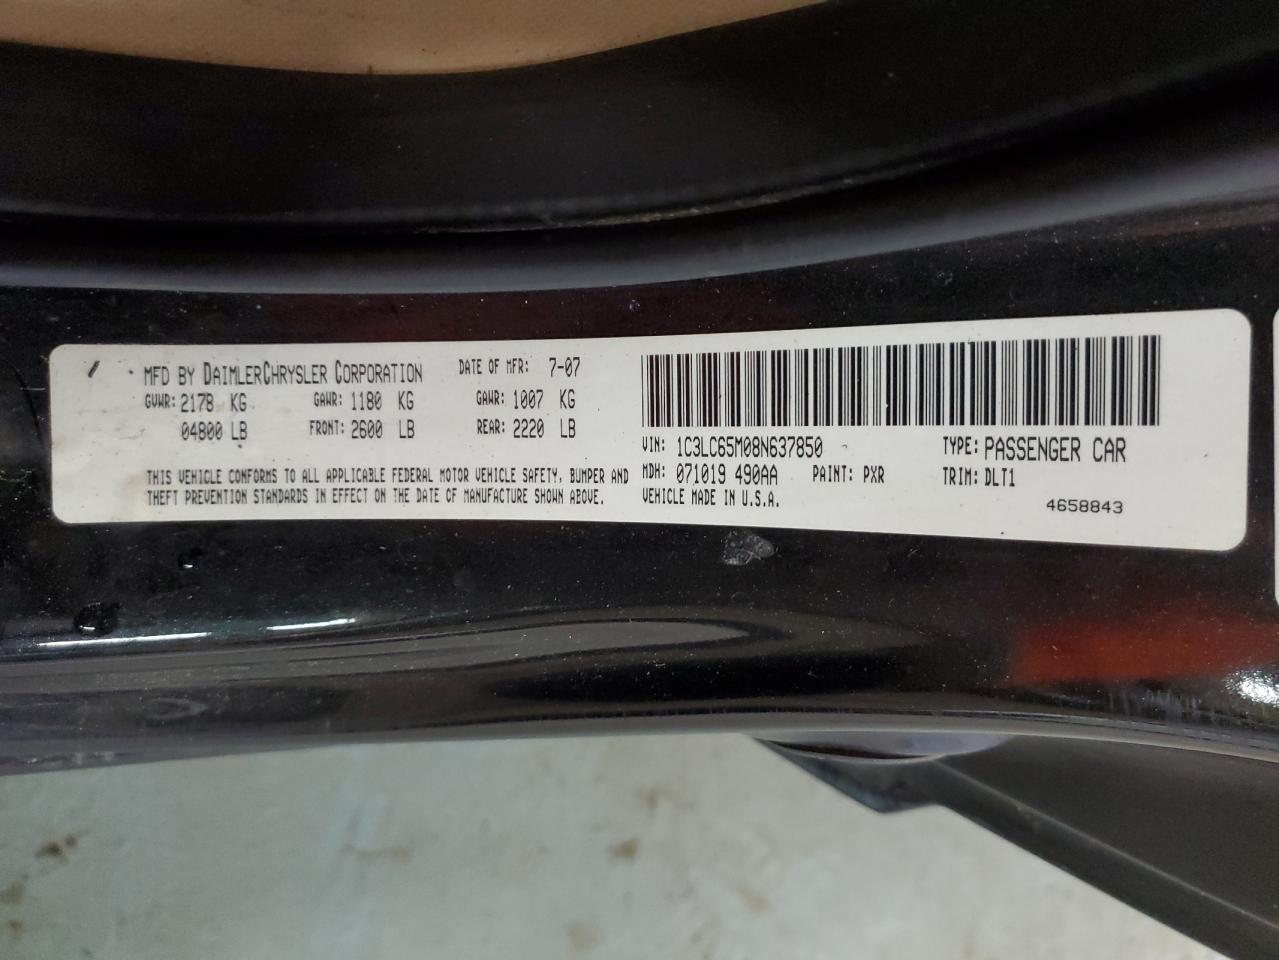 MFD BY DAIMLERCHRYSLER CORPORATION DATE OF MFR: 7-07
GVWR: 2178 KG GAWR: 1180 KG GAWR: 1007 KG
04800 LB FRONT: 2600 LB REAR: 2220 LB
THIS VEHICLE CONFORMS TO ALL APPLICABLE FEDERAL MOTOR VEHICLE SAFETY, BUMPER AND
THEFT PREVENTION STANDARDS IN EFFECT ON THE DATE OF MANUFACTURE SHOWN ABOVE.
VIN: 1C3LC65M08N637850 TYPE: PASSENGER CAR
MDH: 071019 490AA PAINT: PXR TRIM: DLT1
VEHICLE MADE IN U.S.A.
4658843